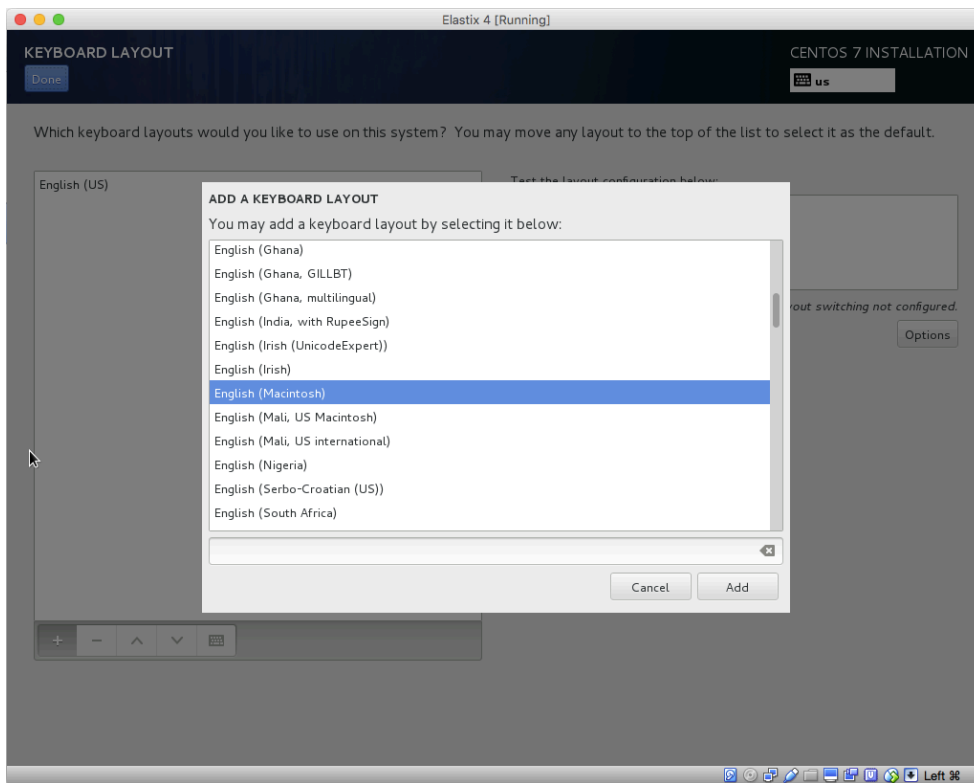 Elastix 4 [Running]
KEYBOARD LAYOUT
CENTOS 7 INSTALLATION
Done
us
Which keyboard layouts would you like to use on this system? You may move any layout to the top of the list to select it as the default.
English (US)
Test the layout configuration below:
ADD A KEYBOARD LAYOUT
You may add a keyboard layout by selecting it below:
English (Ghana)
English (Ghana, GILLBT)
English (Ghana, multilingual)
English (India, with RupeeSign)
English (Irish (UnicodeExpert))
English (Irish)
English (Macintosh)
English (Mali, US Macintosh)
English (Mali, US international)
English (Nigeria)
English (Serbo-Croatian (US))
English (South Africa)
switching not configured.
Options
Cancel
Add
Left ⌘